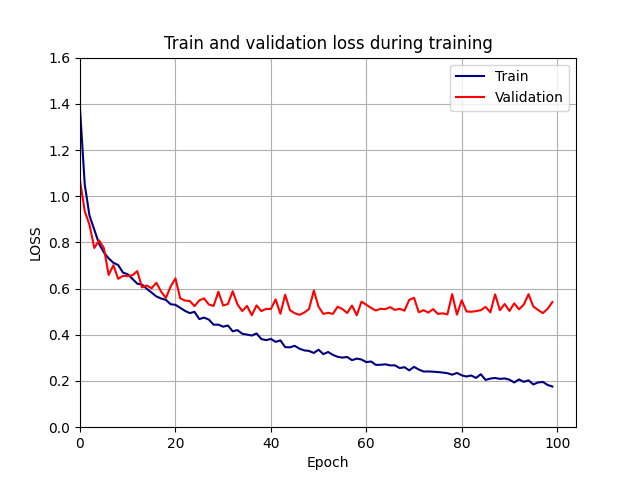 Train and validation loss during training
Train
Validation
1.6
1.4
1.2
1.0
0.8
0.6
0.4
0.2
0.0
LOSS
0 20 40 60 80 100
Epoch